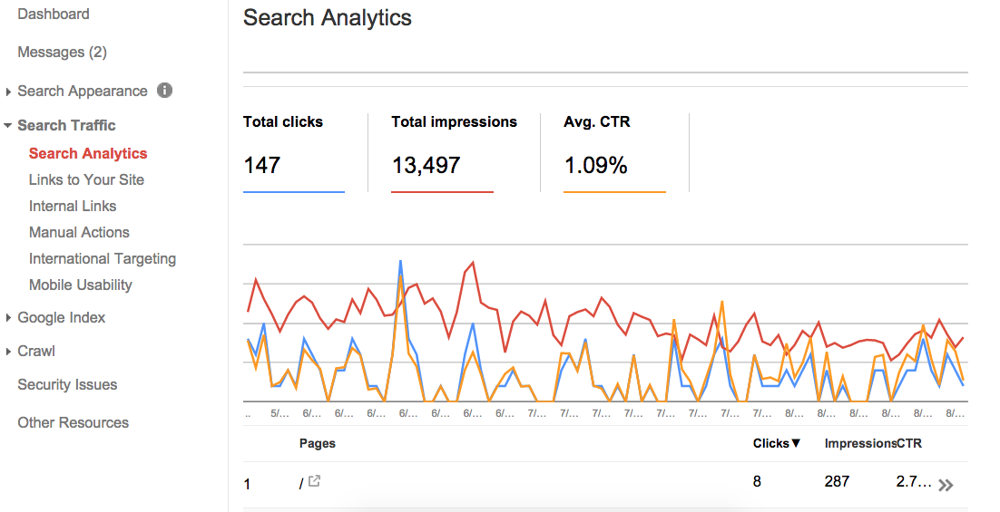 Dashboard
Messages (2)
Search Appearance
Search Traffic
Search Analytics
Links to Your Site
Internal Links
Manual Actions
International Targeting
Mobile Usability
Google Index
Crawl
Security Issues
Other Resources
Search Analytics
Total clicks Total impressions Avg. CTR
147 13,497 1.09%
.. 5/... 6/... 6/... 6/... 6/... 6/... 6/... 6/... 6/... 7/... 7/... 7/... 7/... 7/... 7/... 7/... 8/... 8/... 8/... 8/... 8/... 8/...
Pages Clicks▼ Impressions CTR
1 / 8 287 2.7...